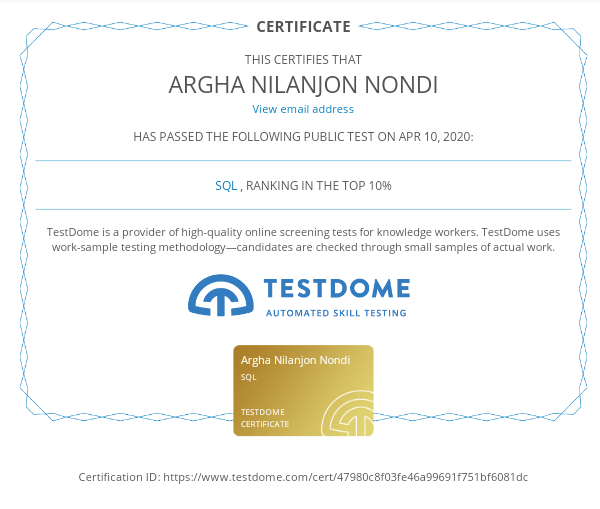 CERTIFICATE
THIS CERTIFIES THAT
ARGHA NILANJON NONDI
View email address
HAS PASSED THE FOLLOWING PUBLIC TEST ON APR 10, 2020:
SQL , RANKING IN THE TOP 10%
TestDome is a provider of high-quality online screening tests for knowledge workers. TestDome uses
work-sample testing methodology—candidates are checked through small samples of actual work.
TESTDOME
AUTOMATED SKILL TESTING
Argha Nilanjon Nondi
SQL
TESTDOME
CERTIFICATE
Certification ID: https://www.testdome.com/cert/47980c8f03fe46a99691f751bf6081dc